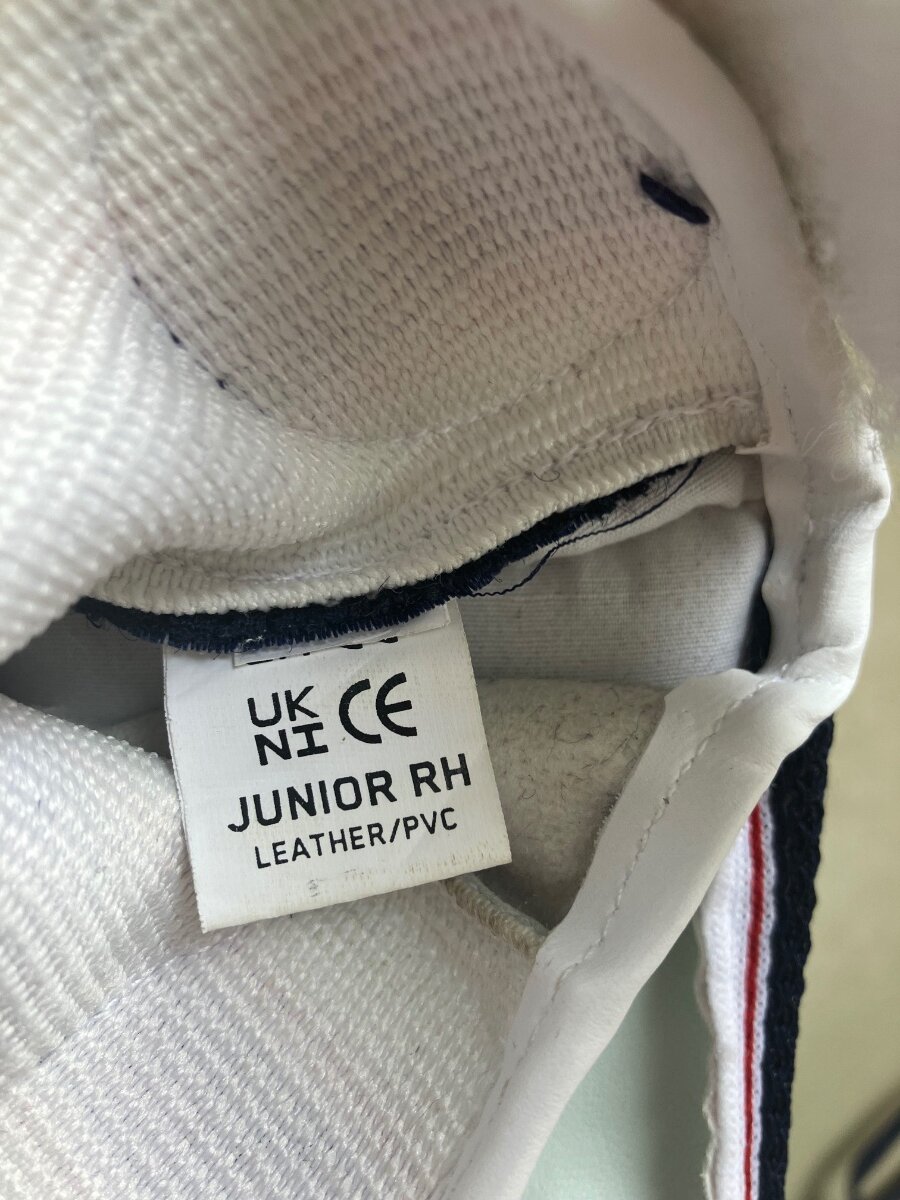 UK CE
NI
JUNIOR RH
LEATHER/PVC